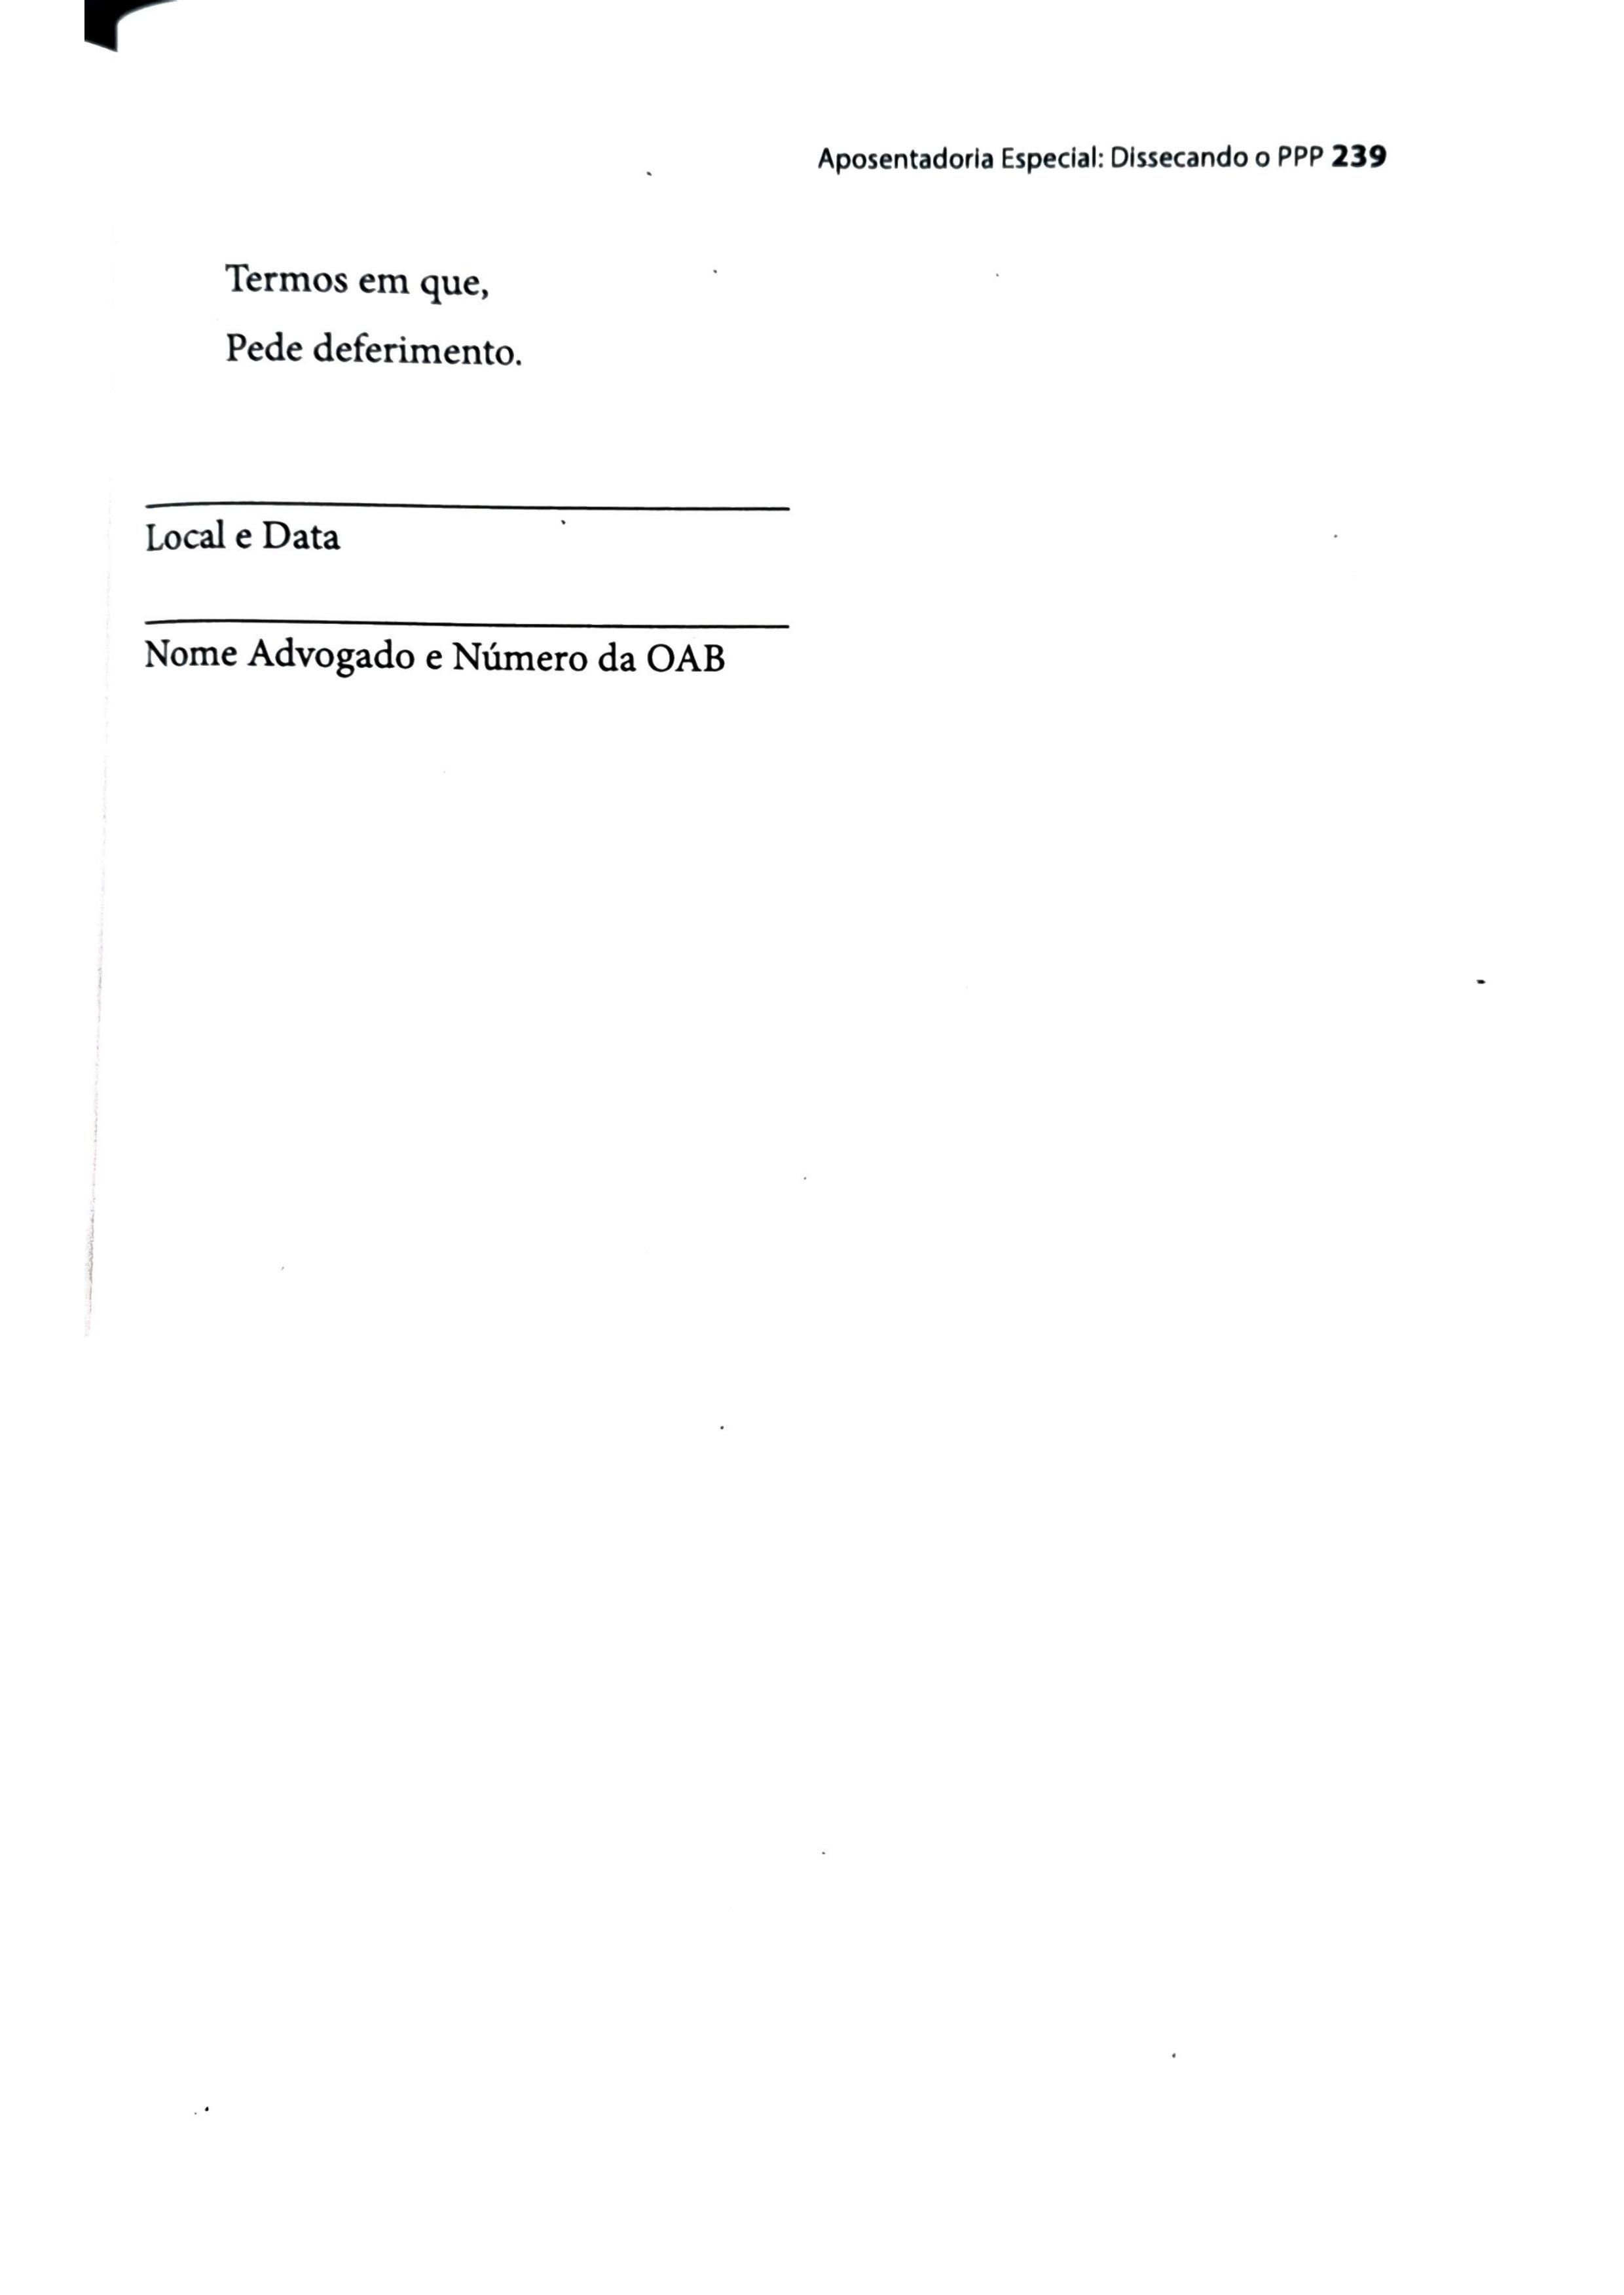 Aposentadoria Especial: Dissecando o PPP 239
Termos em que,
Pede deferimento.
Local e Data
Nome Advogado e Número da OAB